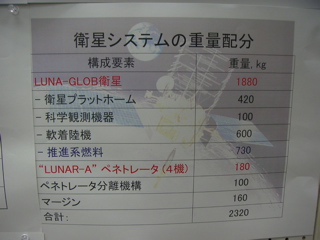 衛星システムの重量配分
構成要素 重量, kg
LUNA-GLOB衛星 1880
- 衛星プラットホーム 420
- 科学観測機器 100
- 軟着陸機 600
- 推進系燃料 730
"LUNAR-A" ペネトレータ (4機) 180
ペネトレータ分離機構 100
マージン 160
合計: 2320